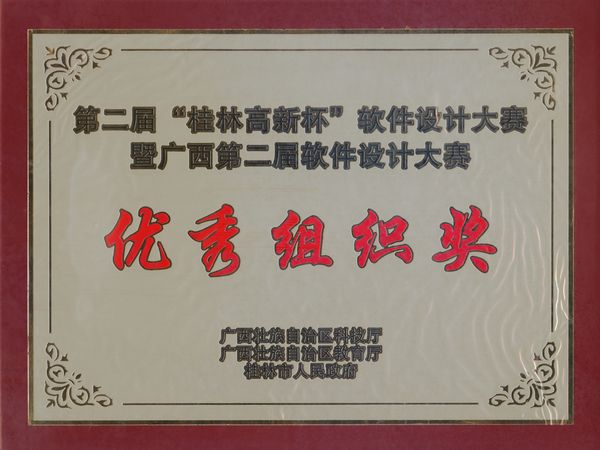 第二届“桂林高新杯”软件设计大赛
暨广西第二届软件设计大赛
优秀组织奖
广西壮族自治区科技厅
广西壮族自治区教育厅
桂林市人民政府